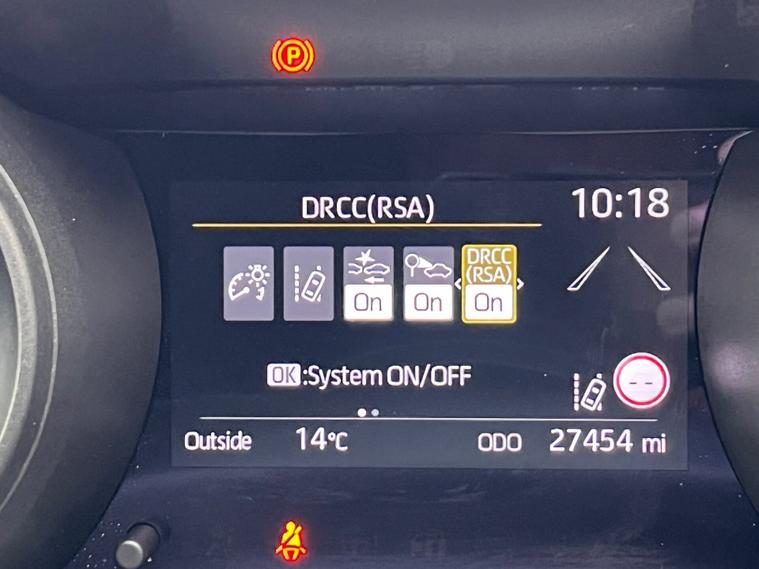 P
DRCC(RSA)
10:18
DRCC
(RSA)
On
On
On
OK:System ON/OFF
--
Outside 14°C ODO 27454 mi